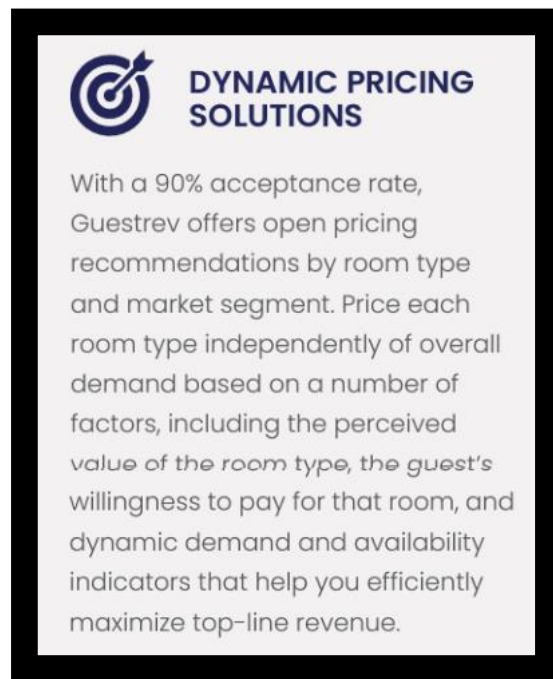 DYNAMIC PRICING
SOLUTIONS
With a 90% acceptance rate,
Guestrev offers open pricing
recommendations by room type
and market segment. Price each
room type independently of overall
demand based on a number of
factors, including the perceived
value of the room type, the guest's
willingness to pay for that room, and
dynamic demand and availability
indicators that help you efficiently
maximize top-line revenue.